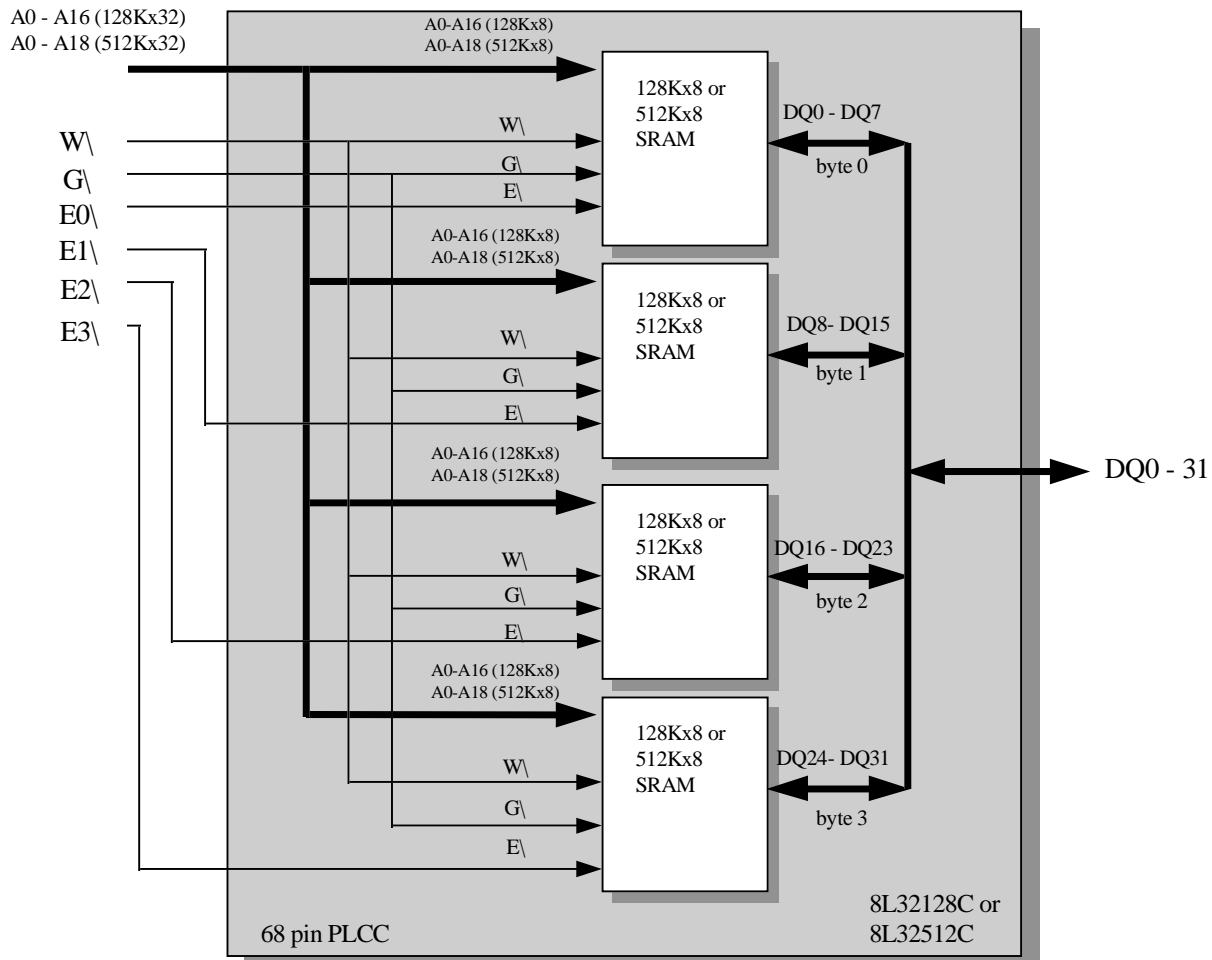 A0 - A16 (128Kx32)
A0 - A18 (512Kx32)
W\
G\
E0\
E1\
E2\
E3\
A0-A16 (128Kx8)
A0-A18 (512Kx8)
W\
G\
E\
128Kx8 or
512Kx8
SRAM
DQ0 - DQ7
byte 0
A0-A16 (128Kx8)
A0-A18 (512Kx8)
W\
G\
E\
128Kx8 or
512Kx8
SRAM
DQ8- DQ15
byte 1
A0-A16 (128Kx8)
A0-A18 (512Kx8)
W\
G\
E\
128Kx8 or
512Kx8
SRAM
DQ16 - DQ23
byte 2
A0-A16 (128Kx8)
A0-A18 (512Kx8)
W\
G\
E\
128Kx8 or
512Kx8
SRAM
DQ24- DQ31
byte 3
DQ0 - 31
68 pin PLCC
8L32128C or
8L32512C